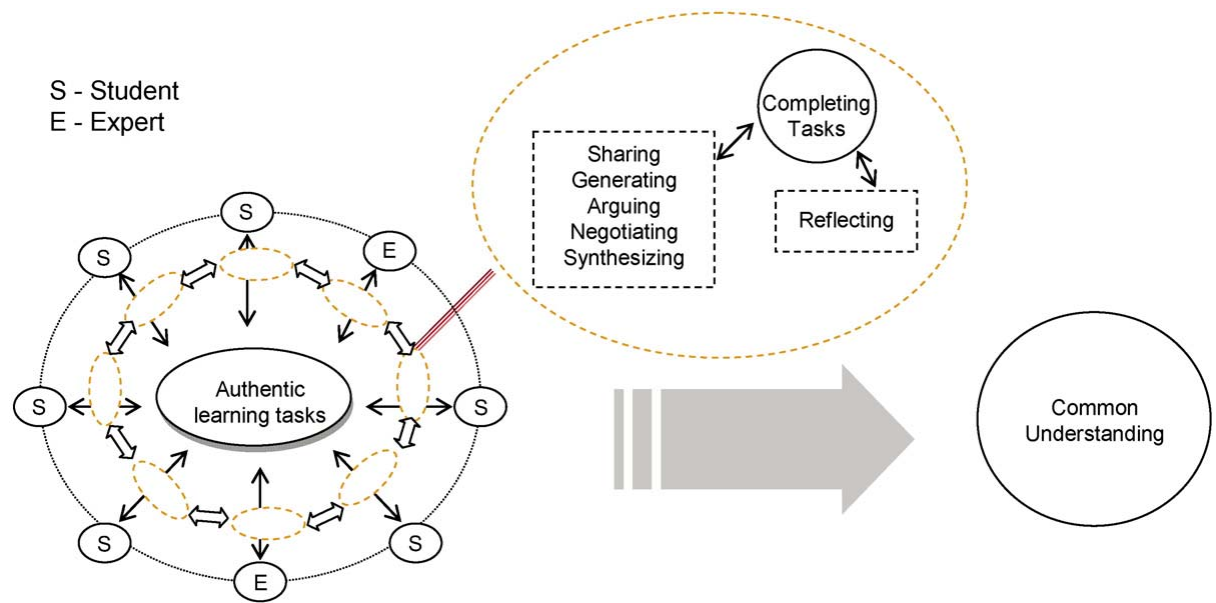 S - Student
E - Expert
Completing
Tasks
Sharing
Generating
Arguing
Negotiating
Synthesizing
Reflecting
S
S
E
Authentic
learning tasks
S
S
S
S
E
Common
Understanding